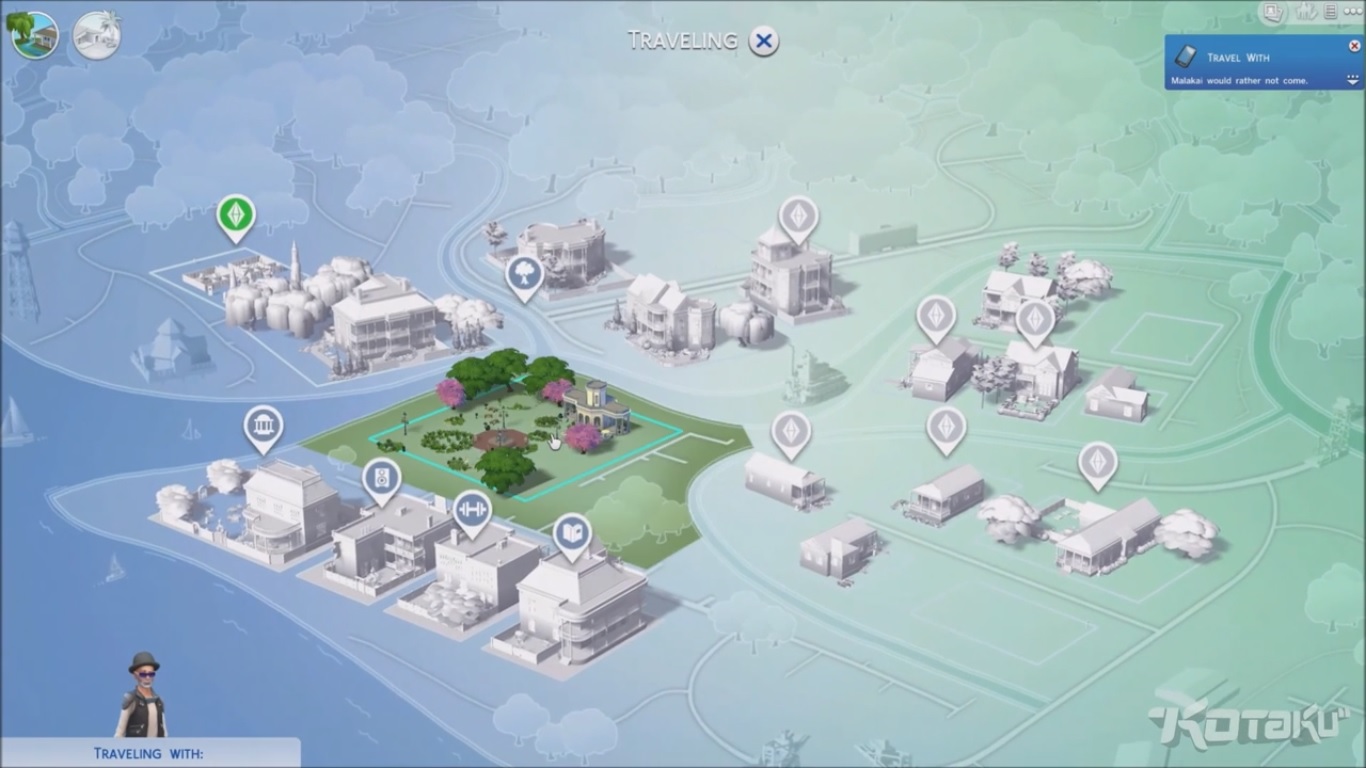 TRAVELING
TRAVEL WITH
Malakai would rather not come.
KOTAKU
TRAVELING WITH: